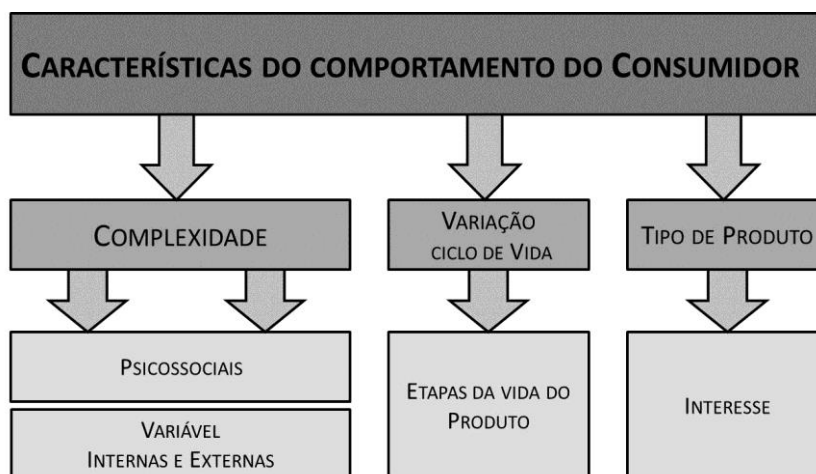 CARACTERÍSTICAS DO COMPORTAMENTO DO CONSUMIDOR
COMPLEXIDADE
VARIAÇÃO
CICLO DE VIDA
TIPO DE PRODUTO
PSICOSSOCIAIS
VARIÁVEL
INTERNAS E EXTERNAS
ETAPAS DA VIDA DO
PRODUTO
INTERESSE